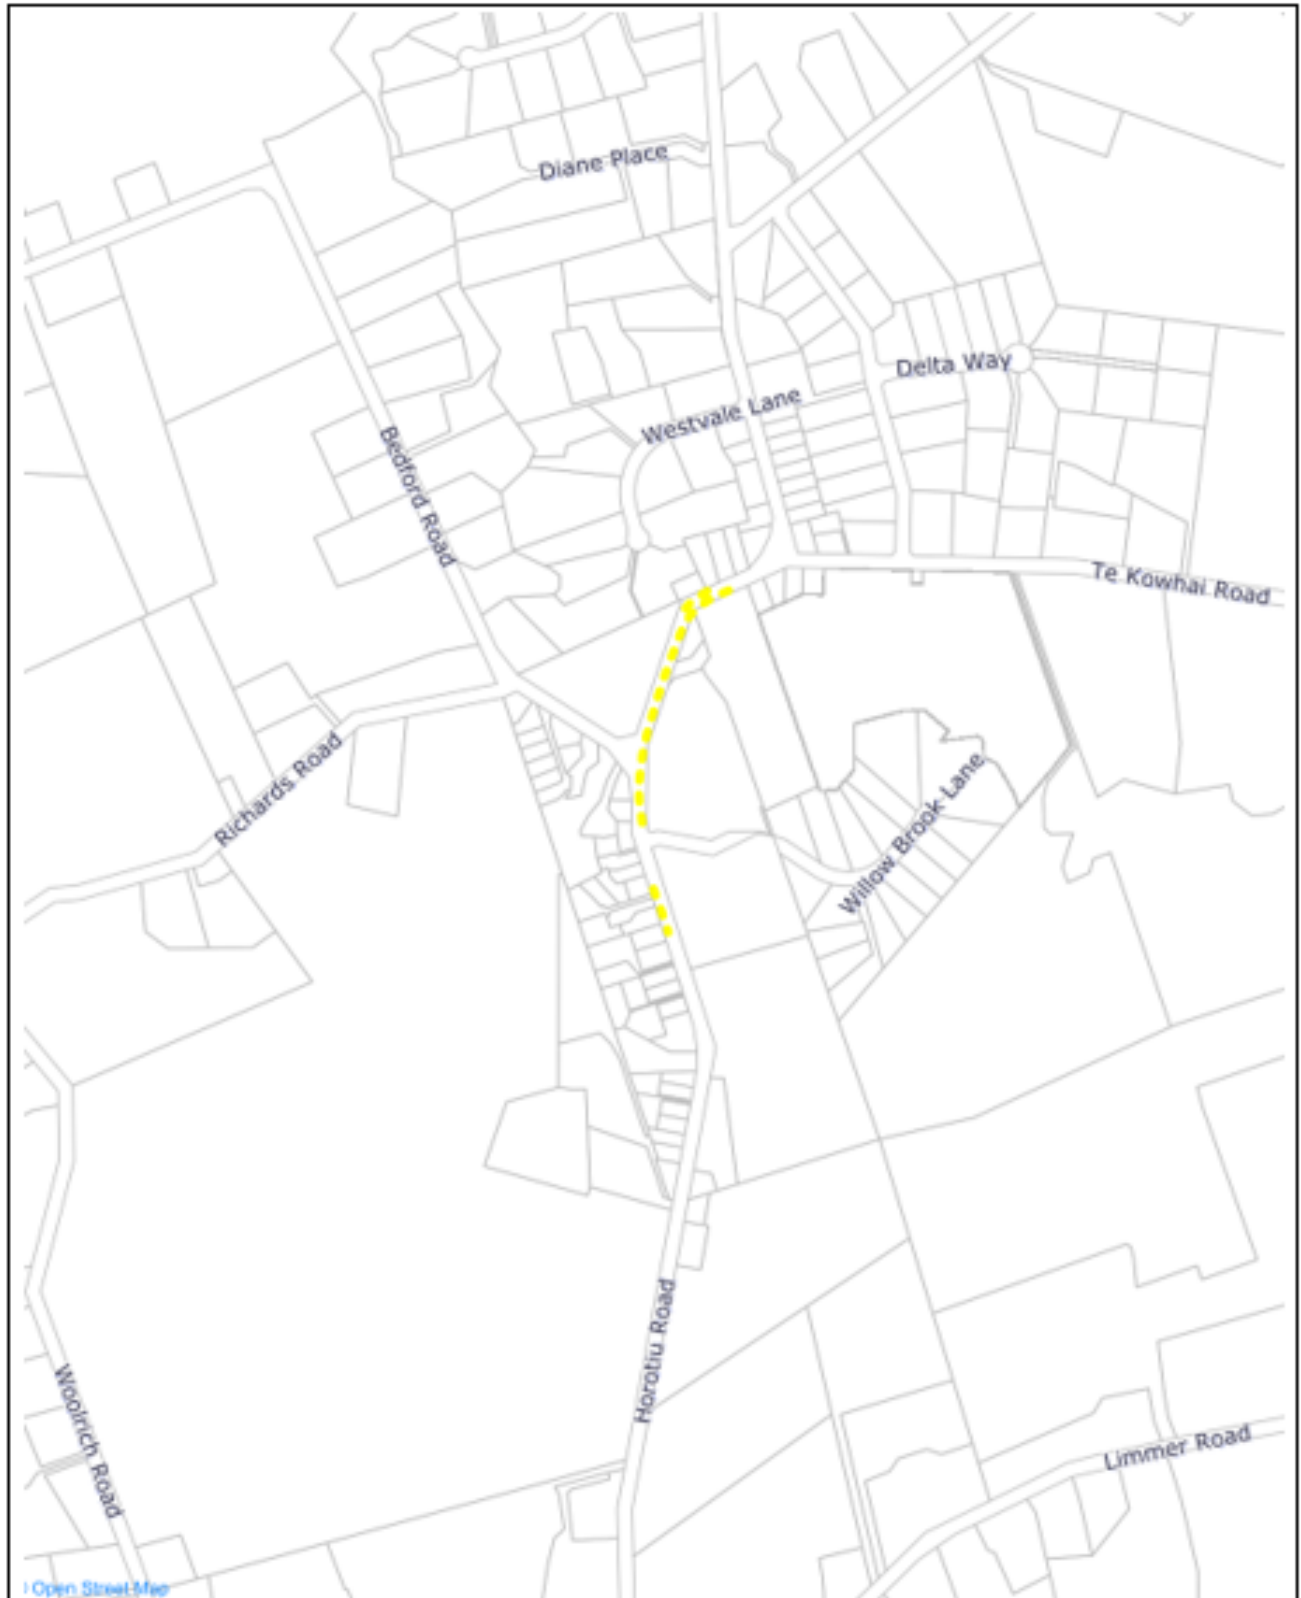 Diane Place
Delta Way
Westvale Lane
Bedford Road
Te Kowhai Road
Richards Road
Willow Brook Lane
Horotiu Road
Woolrich Road
Limmer Road
Open Street Map